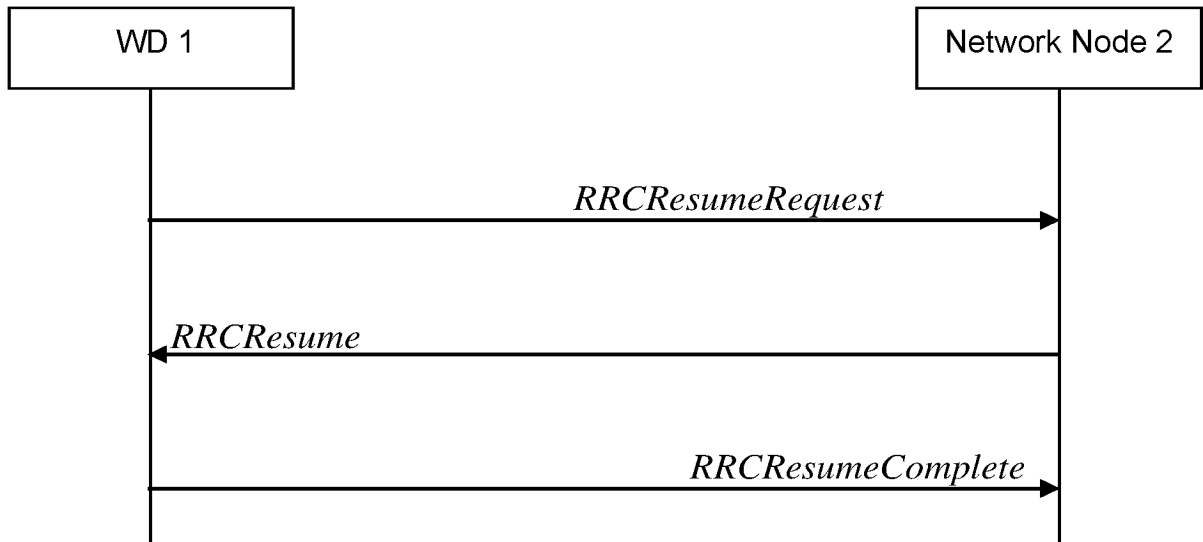 WD 1
Network Node 2
RRCResumeRequest
RRCResume
RRCResumeComplete